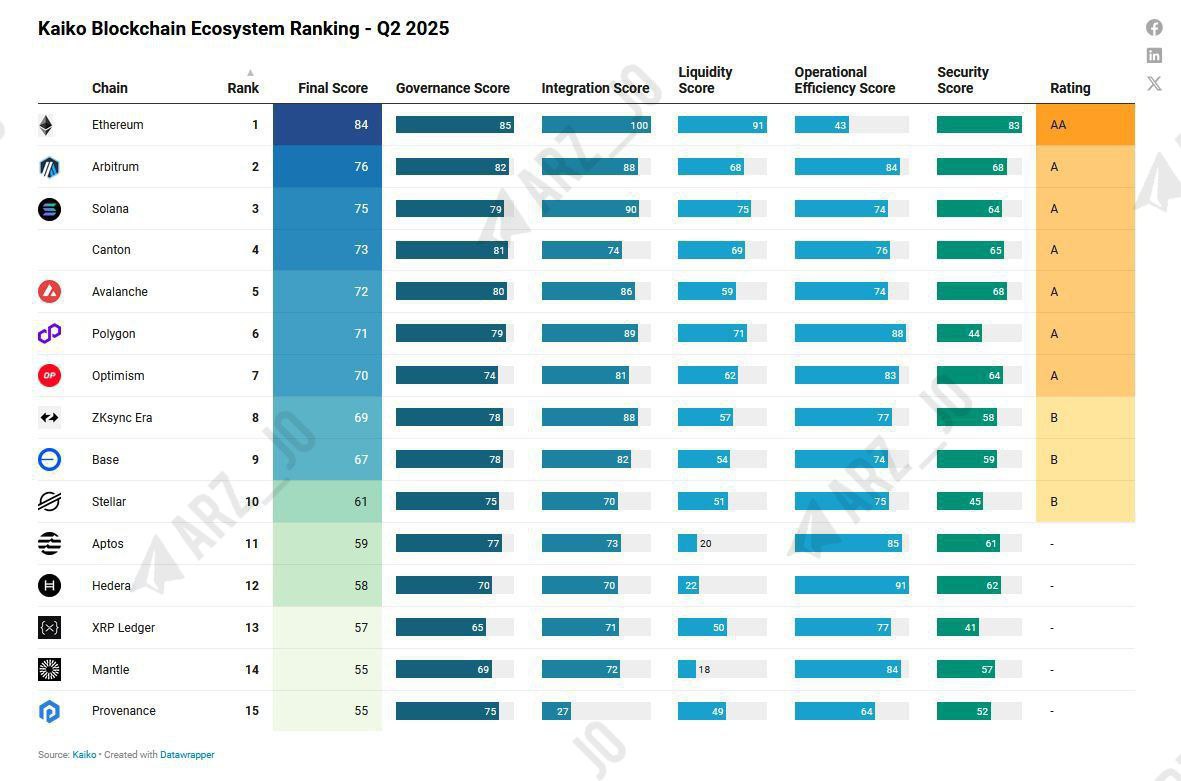 Kaiko Blockchain Ecosystem Ranking - Q2 2025
Chain Rank Final Score Governance Score Integration Score Liquidity Score Operational Efficiency Score Security Score Rating
Ethereum 1 84 85 100 91 43 83 AA
Arbitrum 2 76 82 88 68 84 68 A
Solana 3 75 79 90 75 74 64 A
Canton 4 73 81 74 69 76 65 A
Avalanche 5 72 80 86 59 74 68 A
Polygon 6 71 79 89 71 88 44 A
OP Optimism 7 70 74 81 62 83 64 A
ZKsync Era 8 69 78 88 57 77 58 B
Base 9 67 78 82 54 74 59 B
Stellar 10 61 75 70 51 75 45 B
Aptos 11 59 77 73 20 85 61 -
Hedera 12 58 70 70 22 91 62 -
XRP Ledger 13 57 65 71 50 77 41 -
Mantle 14 55 69 72 18 84 57 -
Provenance 15 55 75 27 49 64 52 -
Source: Kaiko • Created with Datawrapper
ARZ__JO
ARZ__JO
ARZ__JO
JO